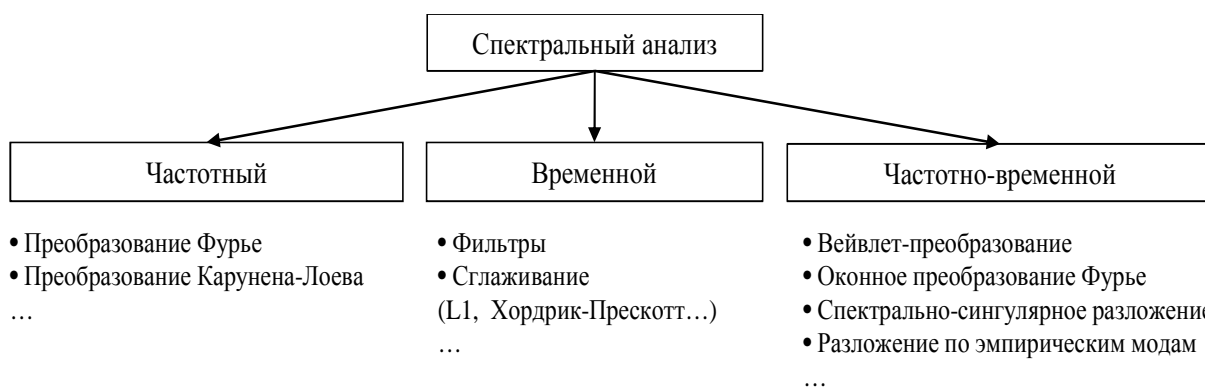 Спектральный анализ
Частотный
Временной
Частотно-временной
• Преобразование Фурье
• Преобразование Карунена-Лоева
…
• Фильтры
• Сглаживание
(L1, Хордрик-Прескотт…)
…
• Вейвлет-преобразование
• Оконное преобразование Фурье
• Спектрально-сингулярное разложение
• Разложение по эмпирическим модам
…